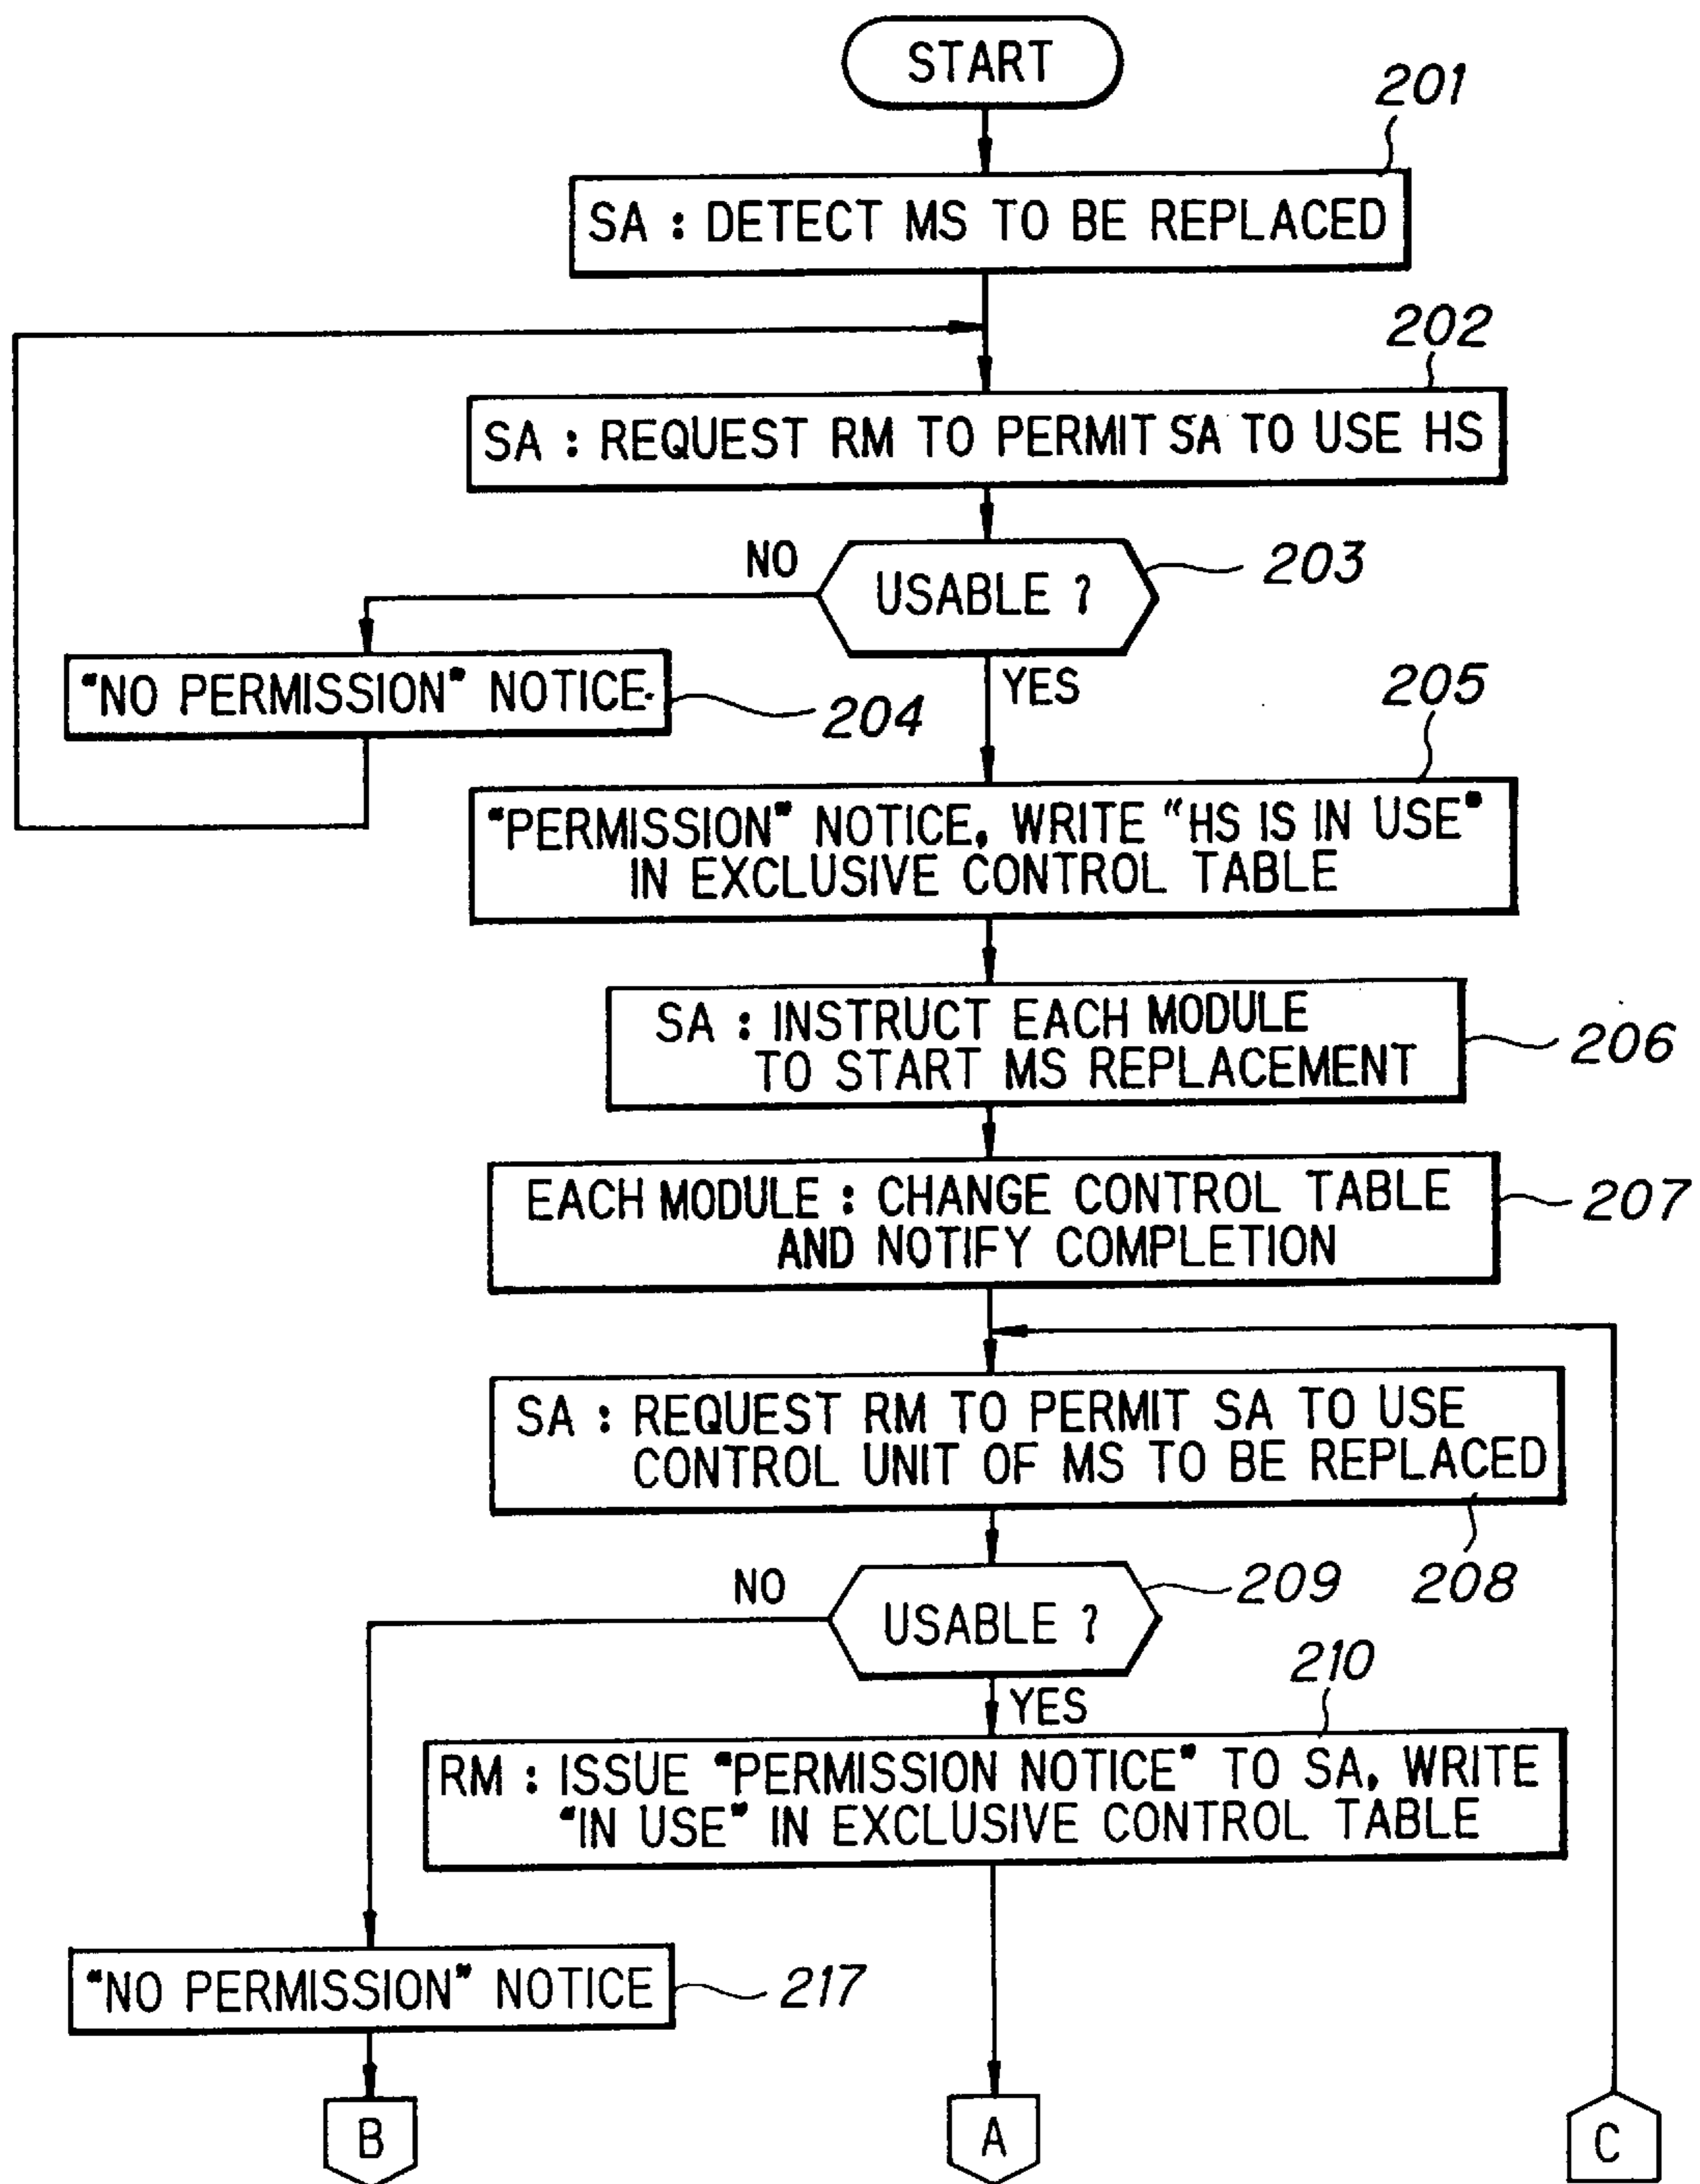 START
201
SA : DETECT MS TO BE REPLACED
202
SA : REQUEST RM TO PERMIT SA TO USE HS
NO
USABLE ?
203
YES
"NO PERMISSION" NOTICE
204
205
"PERMISSION" NOTICE, WRITE "HS IS IN USE"
IN EXCLUSIVE CONTROL TABLE
SA : INSTRUCT EACH MODULE
TO START MS REPLACEMENT
206
EACH MODULE : CHANGE CONTROL TABLE
AND NOTIFY COMPLETION
207
SA : REQUEST RM TO PERMIT SA TO USE
CONTROL UNIT OF MS TO BE REPLACED
208
NO
USABLE ?
209
YES
210
RM : ISSUE "PERMISSION NOTICE" TO SA, WRITE
"IN USE" IN EXCLUSIVE CONTROL TABLE
"NO PERMISSION" NOTICE
217
B
A
C